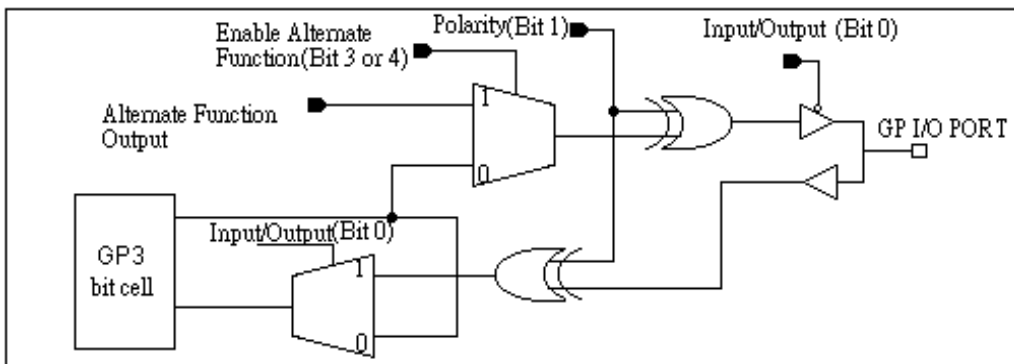 Enable Alternate
Function(Bit 3 or 4)
Polarity(Bit 1)
Input/Output (Bit 0)
Alternate Function
Output
1
0
GP I/O PORT
GP3
bit cell
Input/Output(Bit 0)
1
0